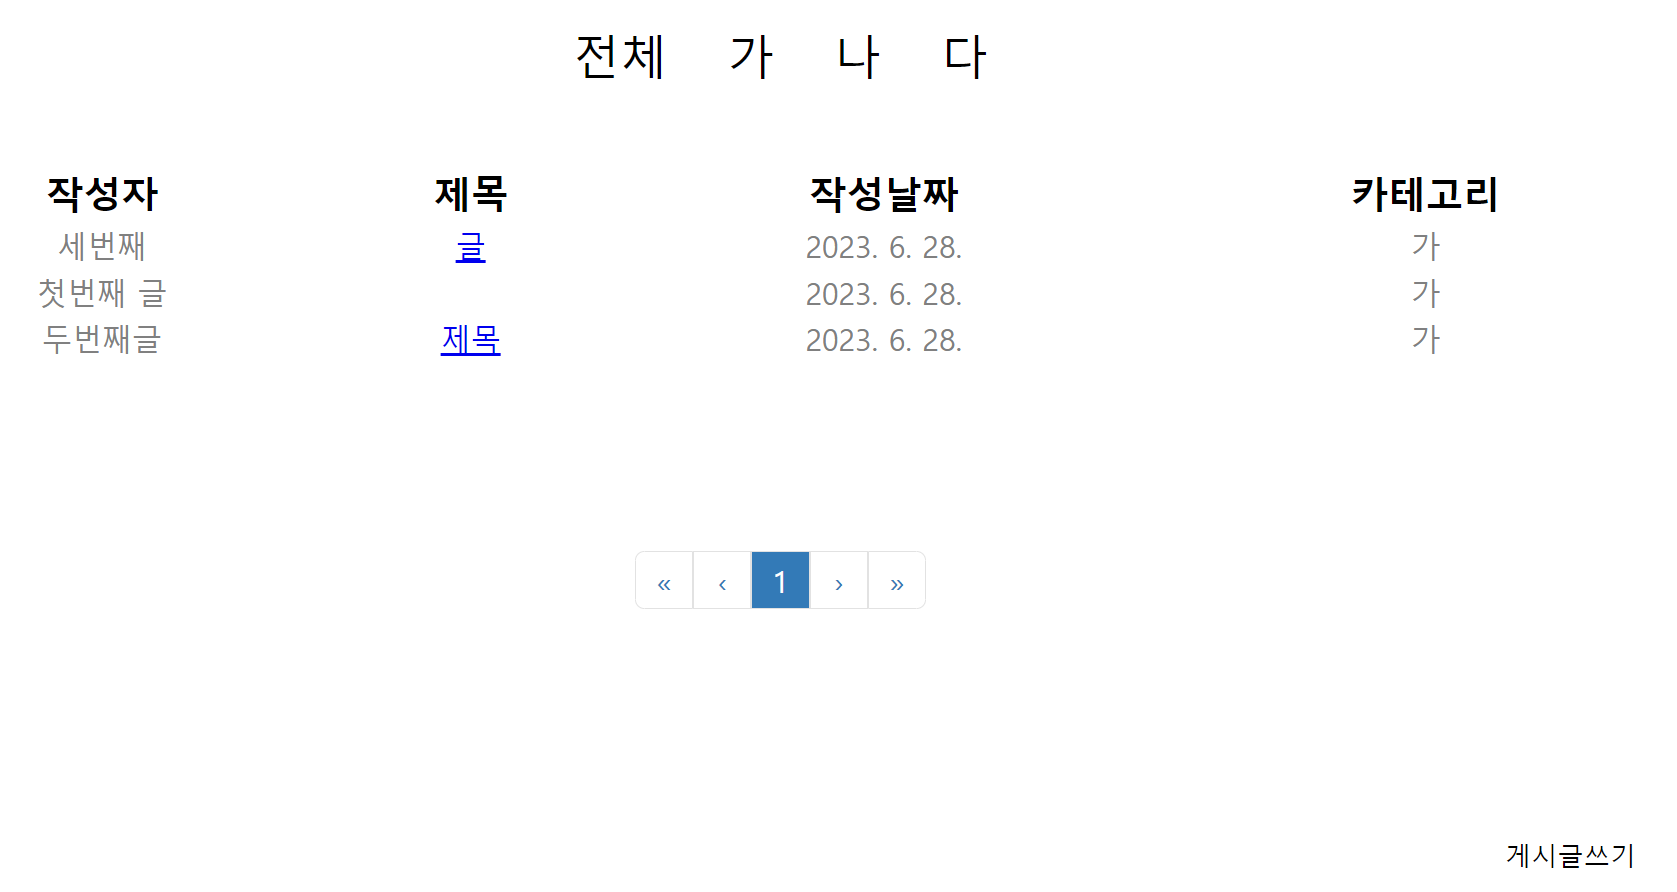 전체 가 나 다
작성자 제목 작성날짜 카테고리
세번째 글 2023. 6. 28. 가
첫번째 글 2023. 6. 28. 가
두번째글 제목 2023. 6. 28. 가
« ‹ 1 › »
게시글쓰기